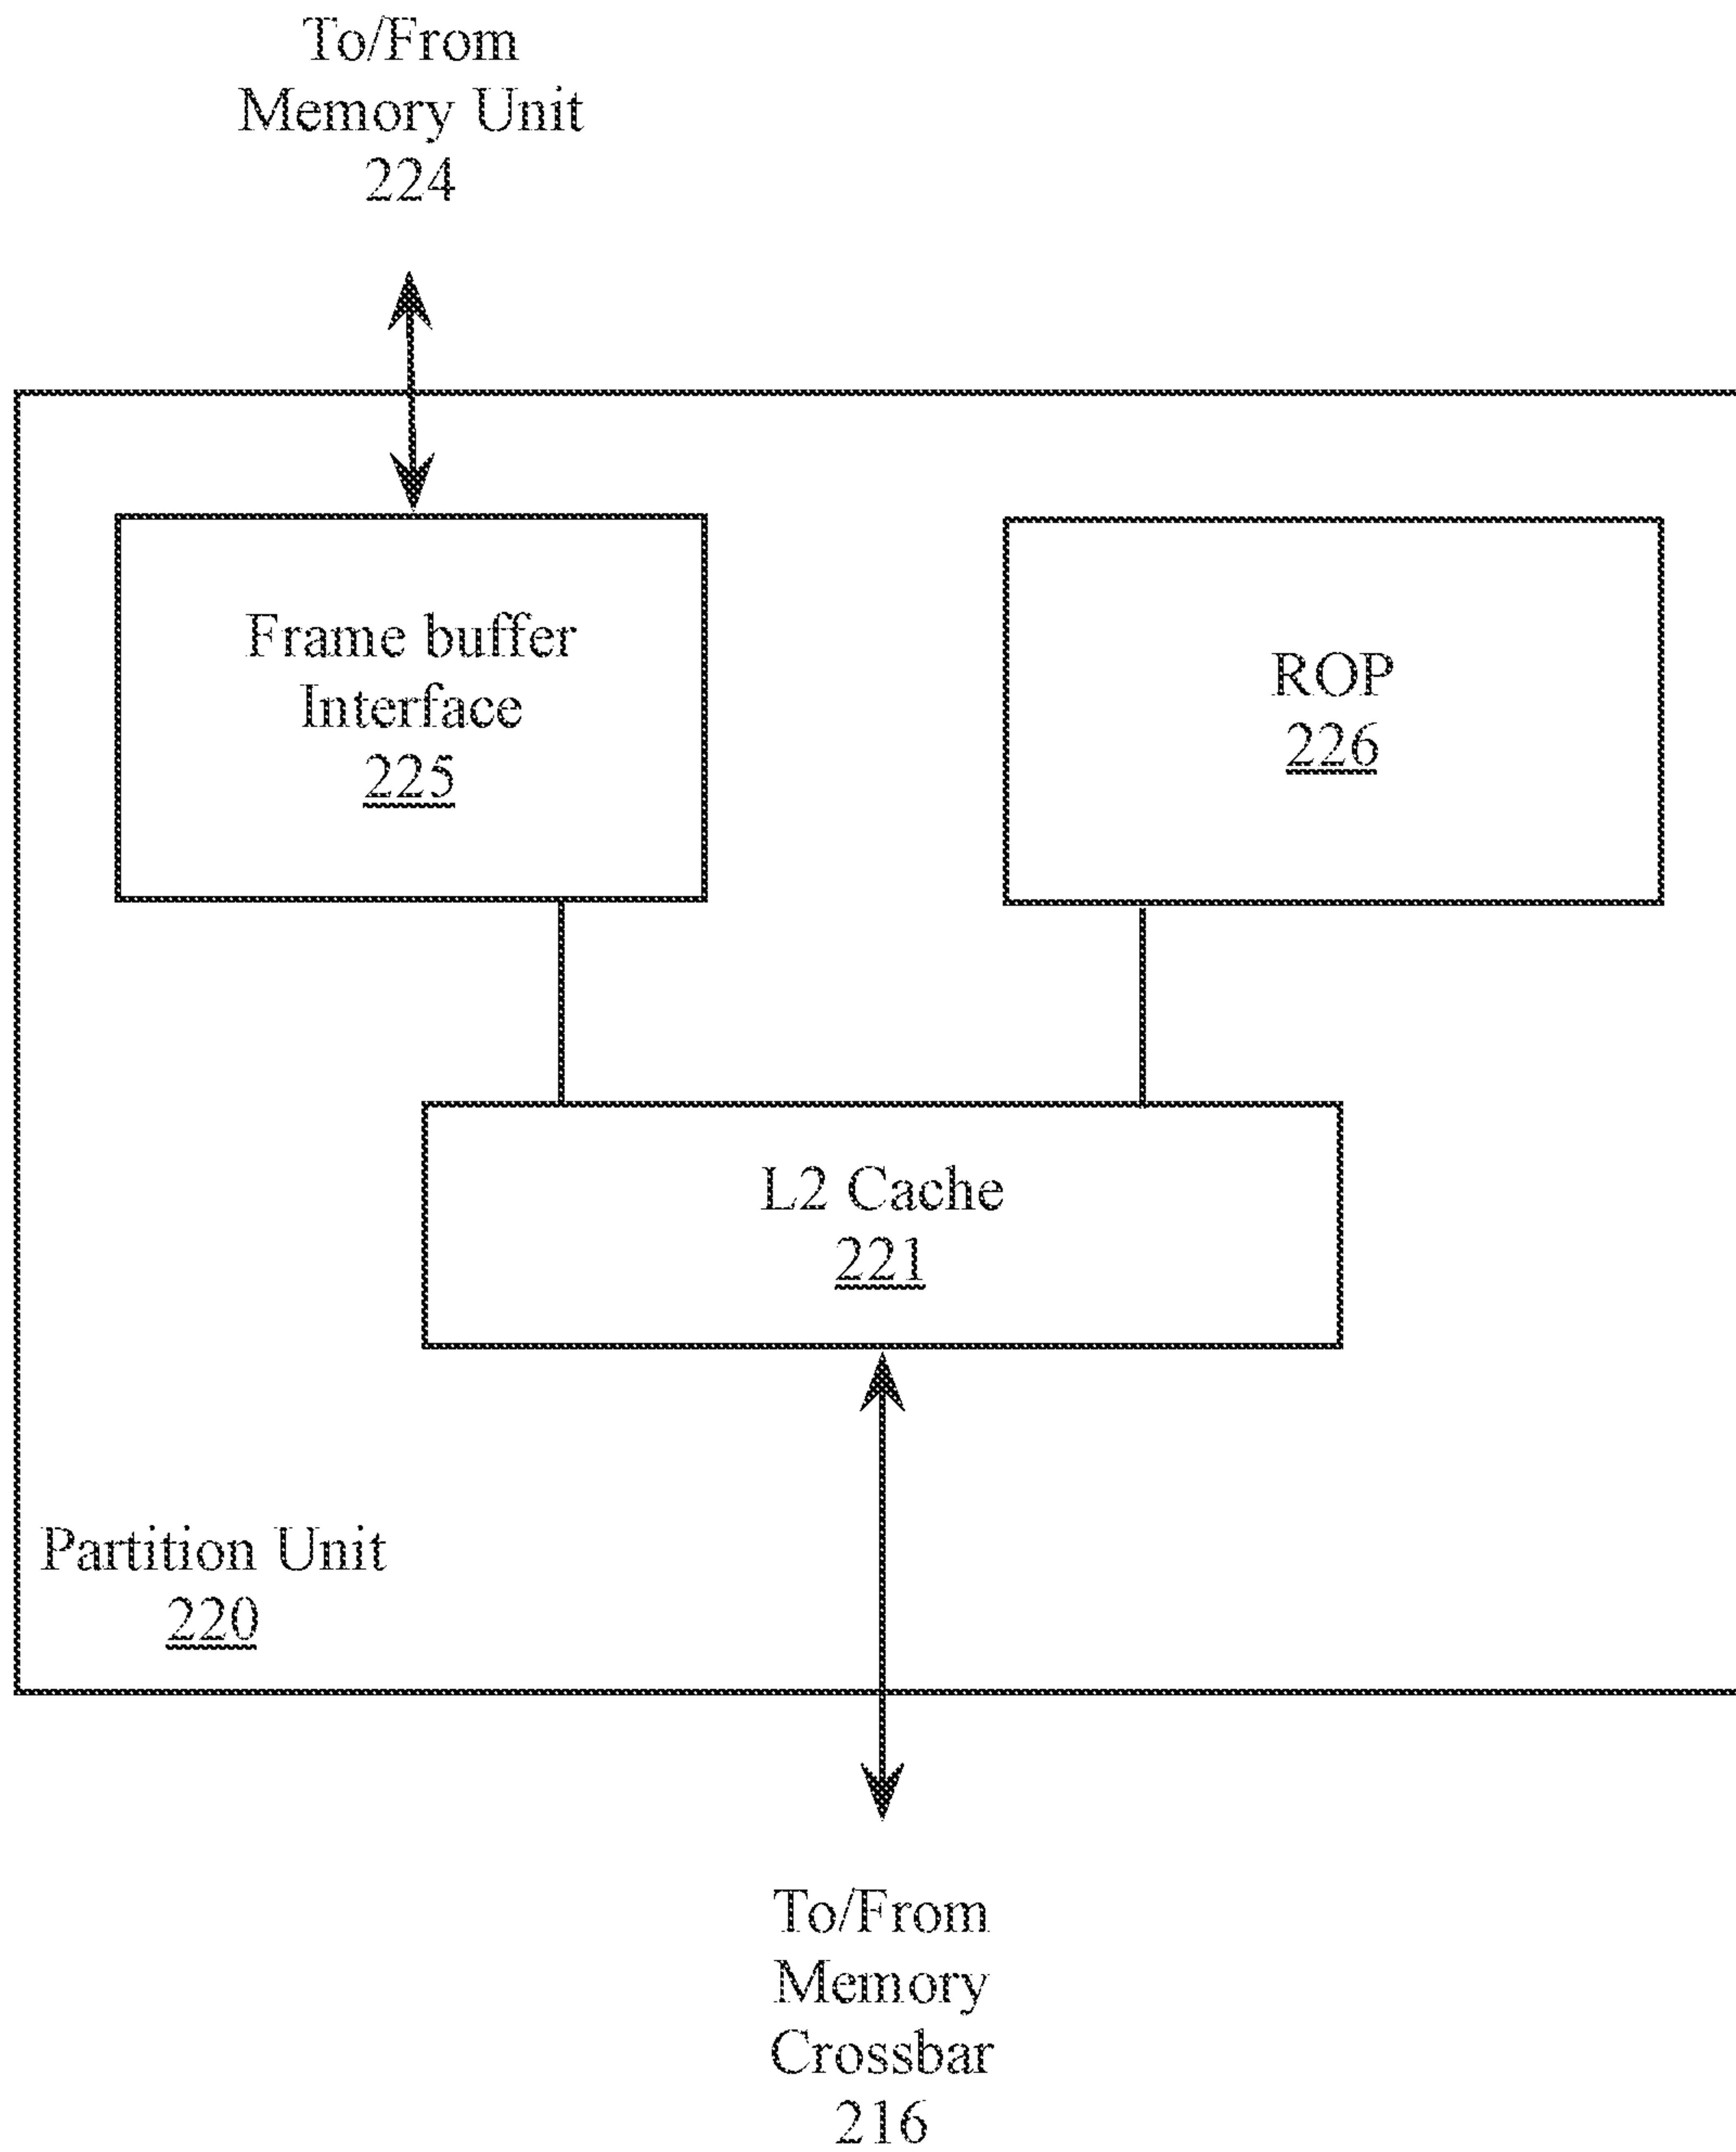 To/From
Memory Unit
224
Frame buffer
Interface
225
ROP
226
L2 Cache
221
Partition Unit
220
To/From
Memory
Crossbar
216